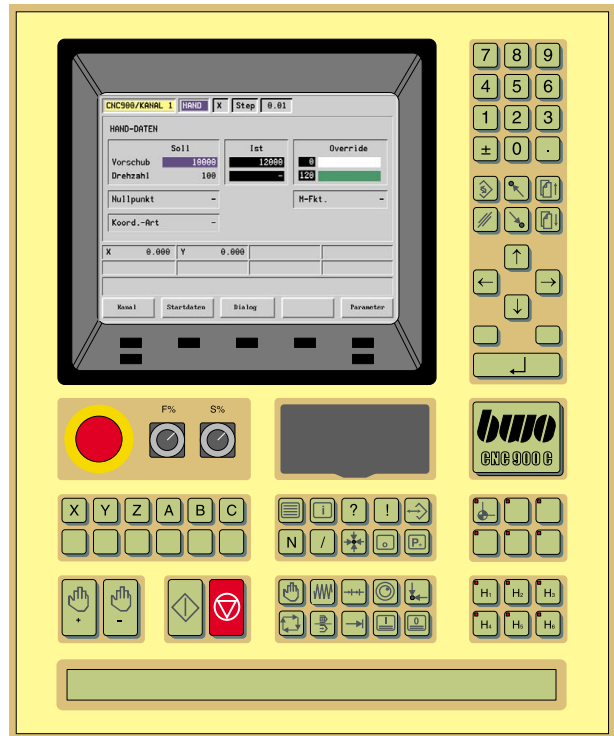 CNC900/KANAL 1 HAND X Step 0.01
HAND-DATEN
Soll Ist Override
Vorschub 10000 12000 0
Drehzahl 100 - 120
Nullpunkt - M-Fkt. -
Koord.-Art -
X 0.000 Y 0.000
Kanal Startdaten Dialog Parameter
7 8 9
4 5 6
1 2 3
± 0 .
S
F% S%
bwo
CNC 900 C
X Y Z A B C
i ? !
N / o P.
+ -
I 0
H1 H2 H3
H4 H5 H6